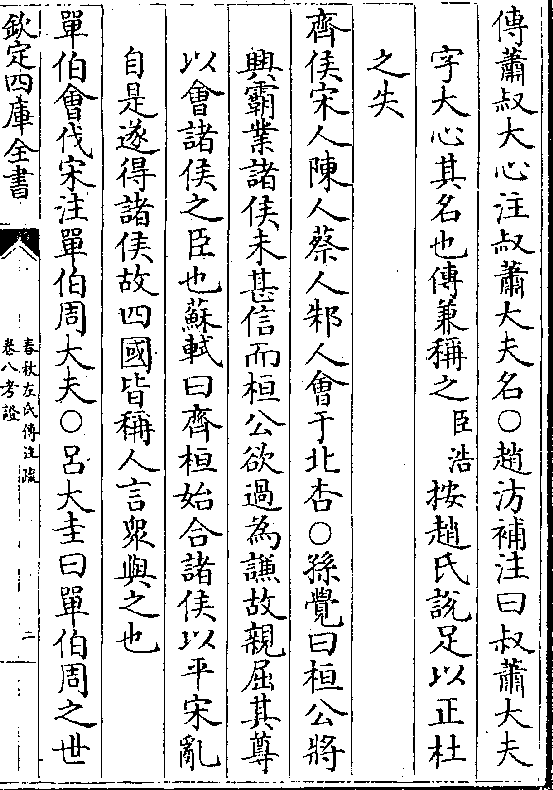 傳蕭叔大心注叔蕭大夫名○趙汸補注曰叔蕭大夫
字大心其名也傳兼稱之臣浩按趙氏說足以正杜
之失
齊侯宋人陳人蔡人邾人會于北杏○孫覺曰桓公將
興霸業諸侯未甚信而桓公欲過為謙故親屈其尊
以會諸侯之臣也蘇軾曰齊桓始合諸侯以平宋亂
自是遂得諸侯故四國皆稱人言衆與之也
單伯會伐宋注單伯周大夫○呂大圭曰單伯周之世
欽定四庫全書
春秋左氏傳注疏
卷八考證
二